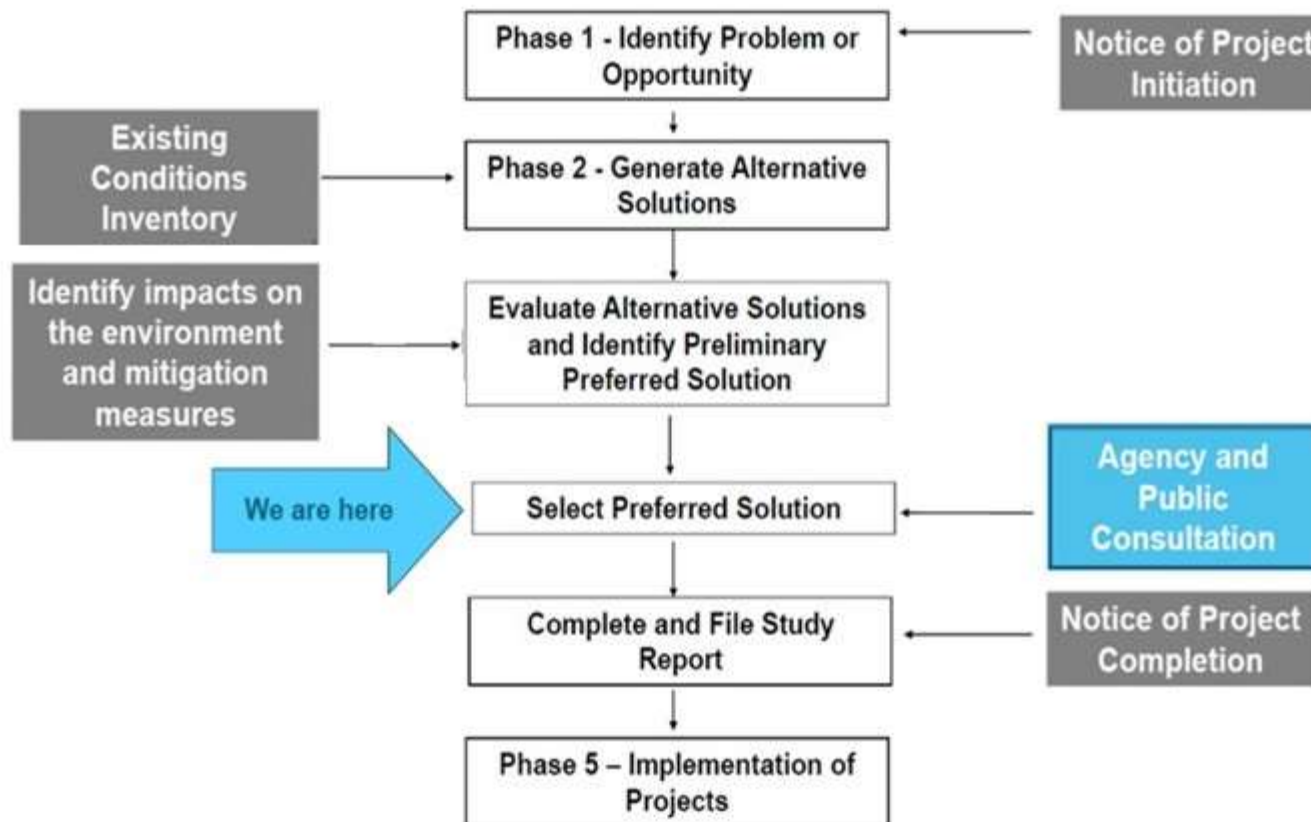 Phase 1 - Identify Problem or
Opportunity
Notice of Project
Initiation
Existing
Conditions
Inventory
Phase 2 - Generate Alternative
Solutions
Identify impacts on
the environment
and mitigation
measures
Evaluate Alternative Solutions
and Identify Preliminary
Preferred Solution
We are here
Select Preferred Solution
Agency and
Public
Consultation
Complete and File Study
Report
Notice of Project
Completion
Phase 5 – Implementation of
Projects